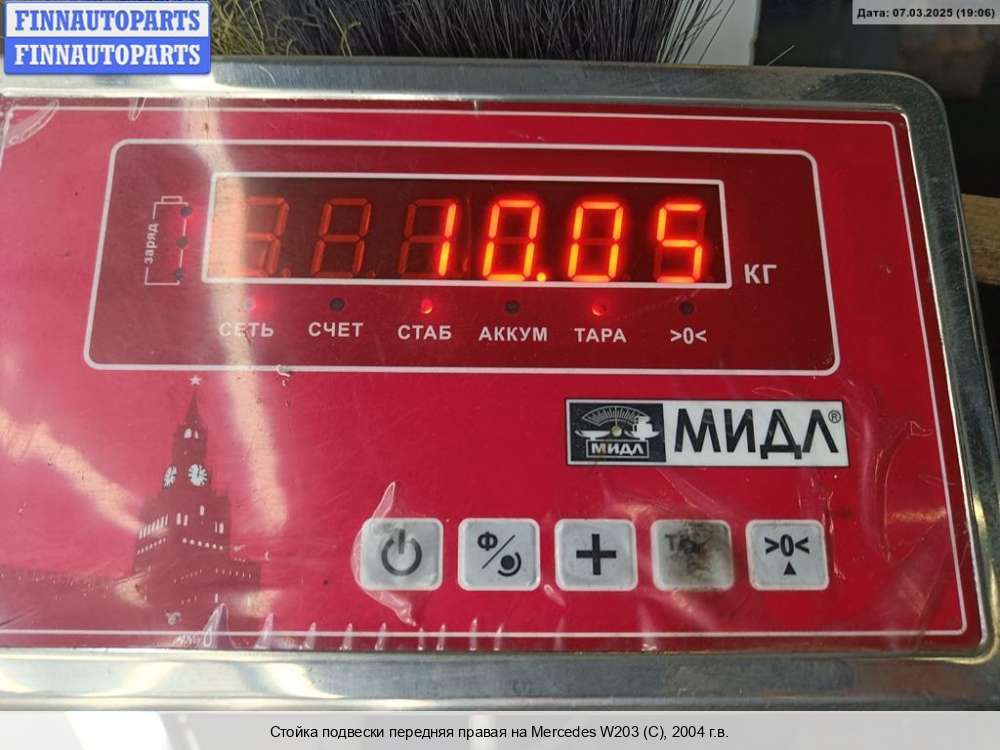 FINNAUTOPARTS
FINNAUTOPARTS
Дата: 07.03.2025 (19:06)
заряд
10.05
КГ
СЕТЬ СЧЕТ СТАБ АККУМ ТАРА >0<
МИДЛ МИДЛ®
Ф >0<
Стойка подвески передняя правая на Mercedes W203 (C), 2004 г.в.